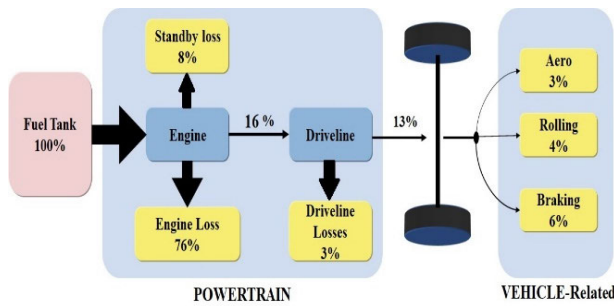 Standby loss
8%
Fuel Tank
100%
Engine
16 %
Driveline
13%
Engine Loss
76%
Driveline
Losses
3%
POWERTRAIN
Aero
3%
Rolling
4%
Braking
6%
VEHICLE-Related